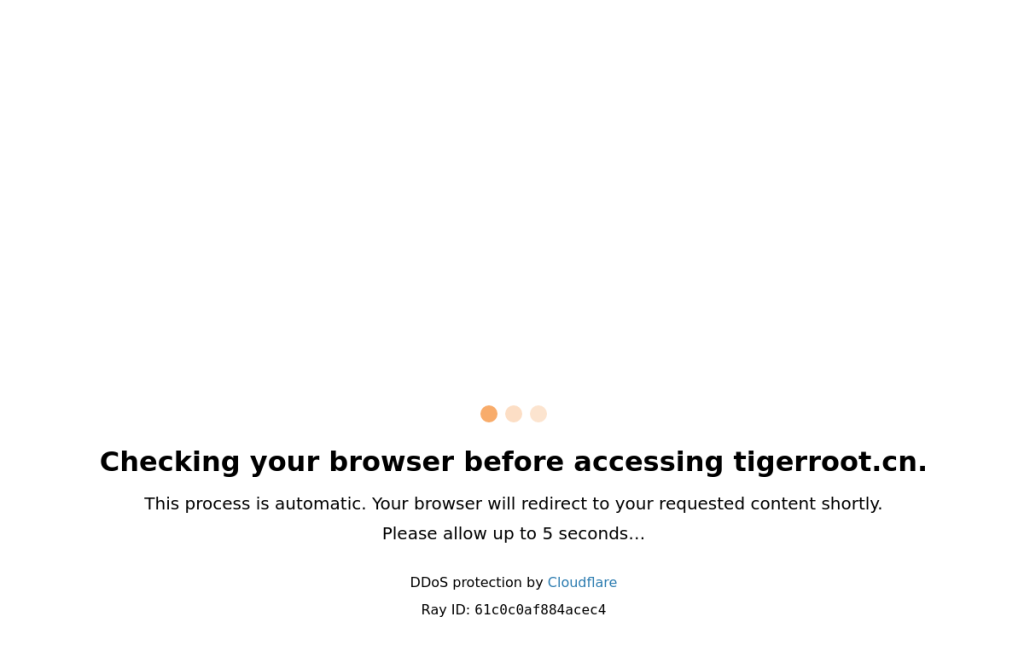 Checking your browser before accessing tigerroot.cn.
This process is automatic. Your browser will redirect to your requested content shortly.
Please allow up to 5 seconds…
DDoS protection by Cloudflare
Ray ID: 61c0c0af884acec4